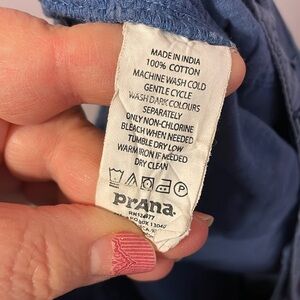 MADE IN INDIA
100% COTTON
MACHINE WASH COLD
GENTLE CYCLE
WASH DARK COLOURS
SEPARATELY
ONLY NON-CHLORINE
BLEACH WHEN NEEDED
TUMBLE DRY LOW
WARM IRON IF NEEDED
DRY CLEAN
prAna